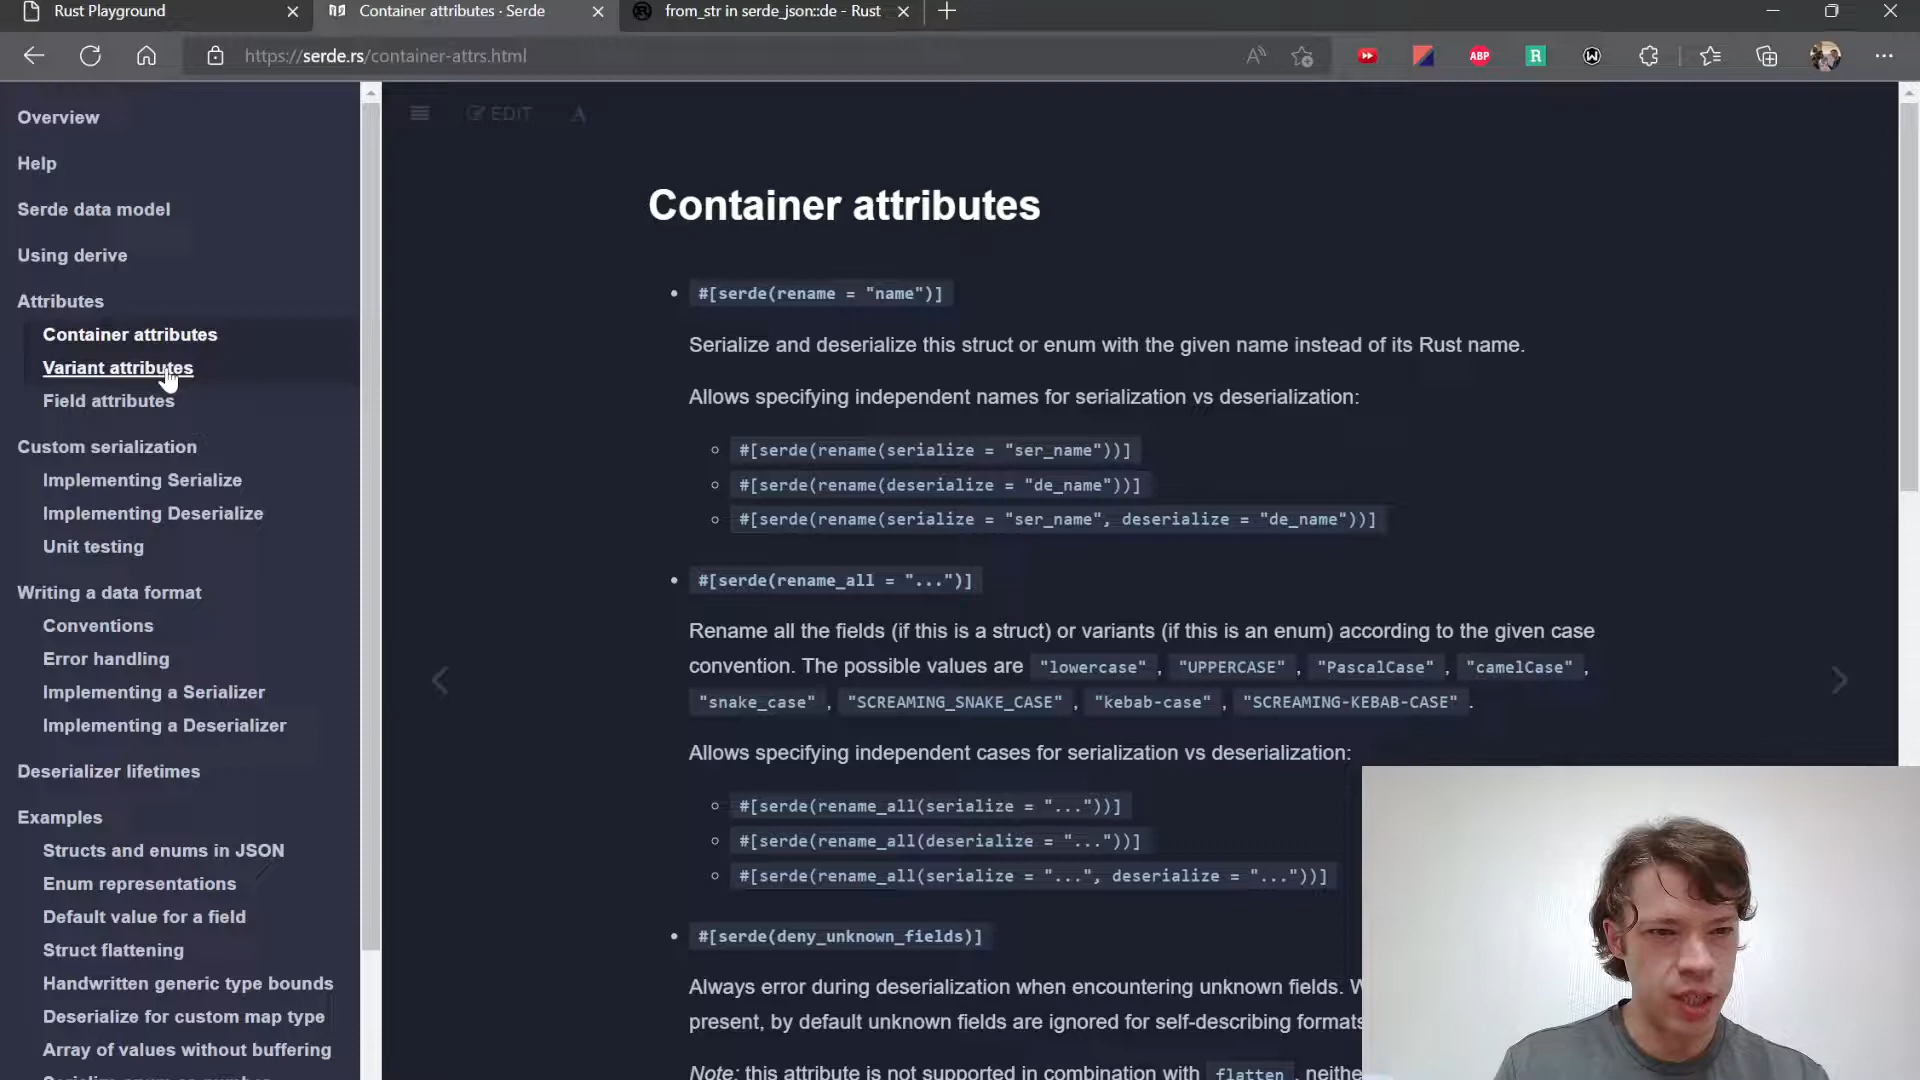 Rust Playground
Container attributes · Serde
from_str in serde_json::de - Rust
https://serde.rs/container-attrs.html
ABP
R
Overview
Help
Serde data model
Using derive
Attributes
Container attributes
Variant attributes
Field attributes
Custom serialization
Implementing Serialize
Implementing Deserialize
Unit testing
Writing a data format
Conventions
Error handling
Implementing a Serializer
Implementing a Deserializer
Deserializer lifetimes
Examples
Structs and enums in JSON
Enum representations
Default value for a field
Struct flattening
Handwritten generic type bounds
Deserialize for custom map type
Array of values without buffering
EDIT A
Container attributes
#[serde(rename = "name")]
Serialize and deserialize this struct or enum with the given name instead of its Rust name.
Allows specifying independent names for serialization vs deserialization:
#[serde(rename(serialize = "ser_name"))]
#[serde(rename(deserialize = "de_name"))]
#[serde(rename(serialize = "ser_name", deserialize = "de_name"))]
#[serde(rename_all = "...")]
Rename all the fields (if this is a struct) or variants (if this is an enum) according to the given case
convention. The possible values are "lowercase" , "UPPERCASE" , "PascalCase" , "camelCase" ,
"snake_case" , "SCREAMING_SNAKE_CASE" , "kebab-case" , "SCREAMING-KEBAB-CASE" .
Allows specifying independent cases for serialization vs deserialization:
#[serde(rename_all(serialize = "..."))]
#[serde(rename_all(deserialize = "..."))]
#[serde(rename_all(serialize = "...", deserialize = "..."))]
#[serde(deny_unknown_fields)]
Always error during deserialization when encountering unknown fields. W
present, by default unknown fields are ignored for self-describing formats
Note: this attribute is not supported in combination with flatten , neithe